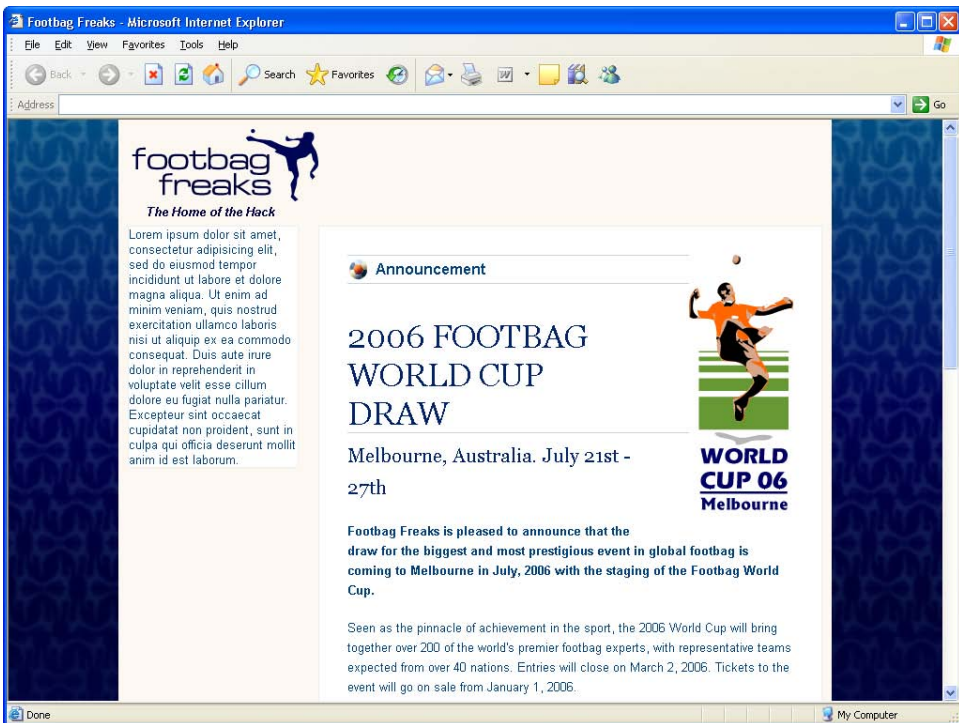 Footbag Freaks - Microsoft Internet Explorer
File Edit View Favorites Tools Help
Back Search Favorites
Address Go
footbag
freaks
The Home of the Hack
Lorem ipsum dolor sit amet,
consectetur adipisicing elit,
sed do eiusmod tempor
incididunt ut labore et dolore
magna aliqua. Ut enim ad
minim veniam, quis nostrud
exercitation ullamco laboris
nisi ut aliquip ex ea commodo
consequat. Duis aute irure
dolor in reprehenderit in
voluptate velit esse cillum
dolore eu fugiat nulla pariatur.
Excepteur sint occaecat
cupidatat non proident, sunt in
culpa qui officia deserunt mollit
anim id est laborum.
Announcement
2006 FOOTBAG
WORLD CUP
DRAW
Melbourne, Australia. July 21st -
27th
WORLD
CUP 06
Melbourne
Footbag Freaks is pleased to announce that the
draw for the biggest and most prestigious event in global footbag is
coming to Melbourne in July, 2006 with the staging of the Footbag World
Cup.
Seen as the pinnacle of achievement in the sport, the 2006 World Cup will bring
together over 200 of the world's premier footbag experts, with representative teams
expected from over 40 nations. Entries will close on March 2, 2006. Tickets to the
event will go on sale from January 1, 2006.
Done My Computer